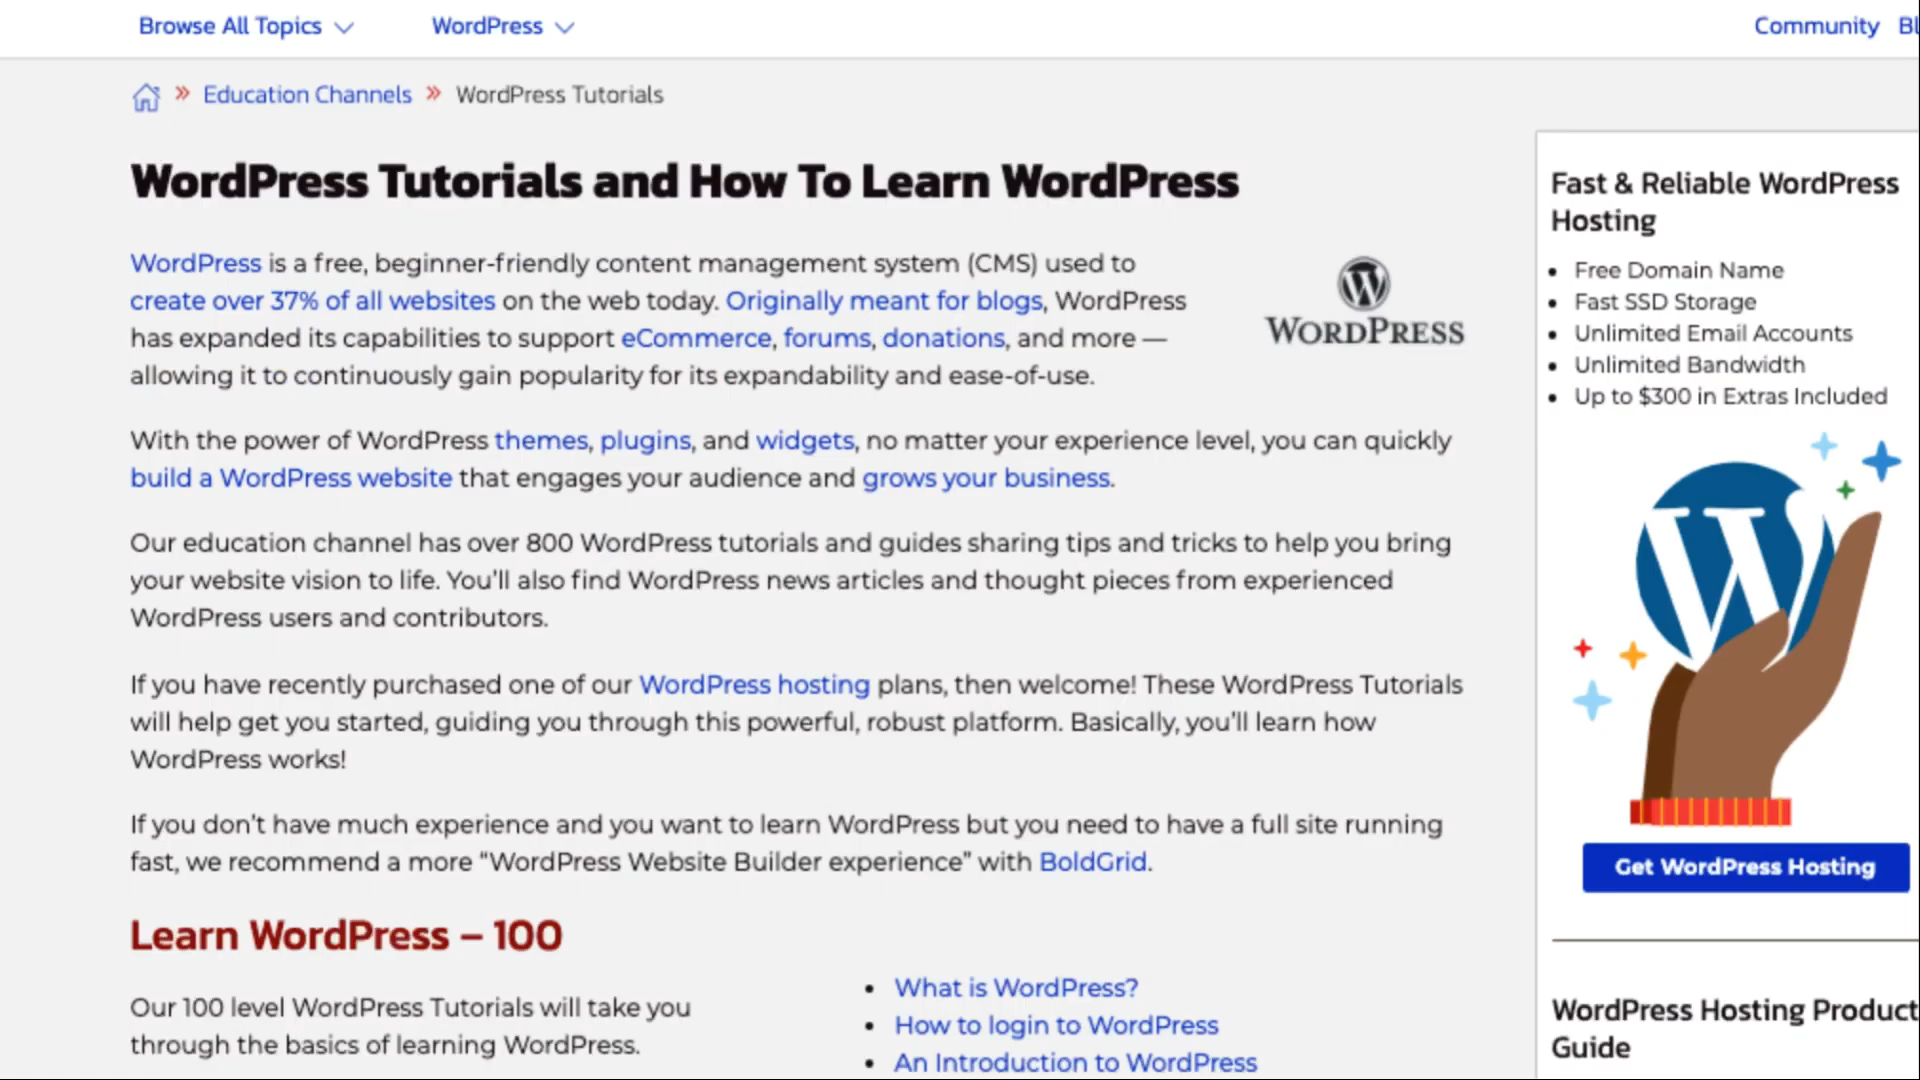 Browse All Topics
WordPress
Community
Education Channels
WordPress Tutorials
WordPress Tutorials and How To Learn WordPress
WordPress is a free, beginner-friendly content management system (CMS) used to
create over 37% of all websites on the web today. Originally meant for blogs, WordPress
has expanded its capabilities to support eCommerce, forums, donations, and more —
allowing it to continuously gain popularity for its expandability and ease-of-use.
WORDPRESS
With the power of WordPress themes, plugins, and widgets, no matter your experience level, you can quickly
build a WordPress website that engages your audience and grows your business.
Our education channel has over 800 WordPress tutorials and guides sharing tips and tricks to help you bring
your website vision to life. You’ll also find WordPress news articles and thought pieces from experienced
WordPress users and contributors.
If you have recently purchased one of our WordPress hosting plans, then welcome! These WordPress Tutorials
will help get you started, guiding you through this powerful, robust platform. Basically, you’ll learn how
WordPress works!
If you don’t have much experience and you want to learn WordPress but you need to have a full site running
fast, we recommend a more “WordPress Website Builder experience” with BoldGrid.
Learn WordPress – 100
Our 100 level WordPress Tutorials will take you
through the basics of learning WordPress.
What is WordPress?
How to login to WordPress
An Introduction to WordPress
Fast & Reliable WordPress
Hosting
Free Domain Name
Fast SSD Storage
Unlimited Email Accounts
Unlimited Bandwidth
Up to $300 in Extras Included
Get WordPress Hosting
WordPress Hosting Product
Guide